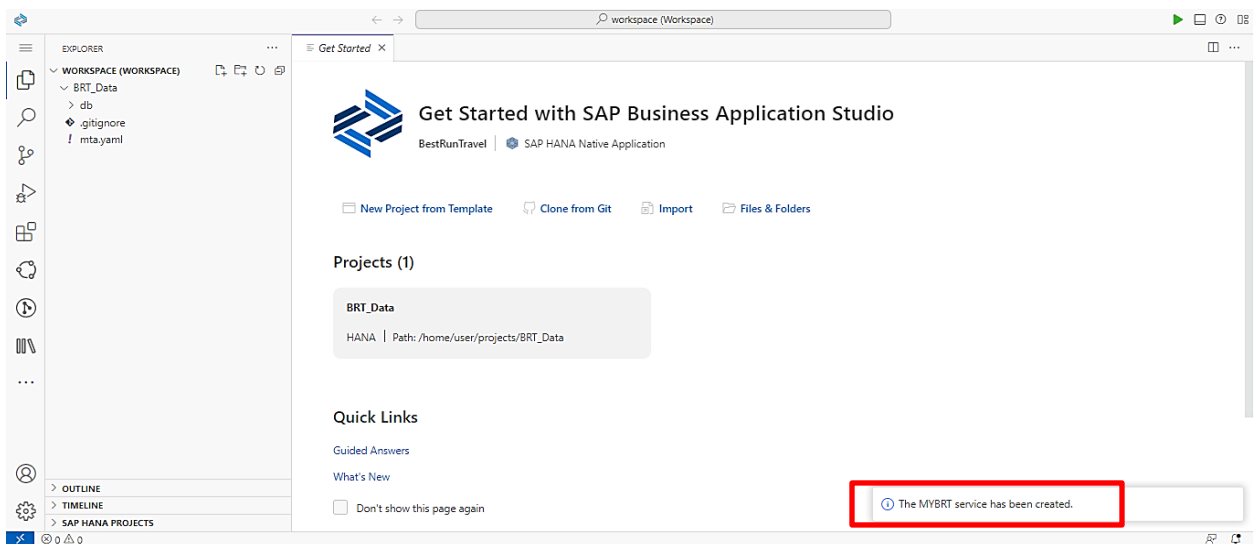 workspace (Workspace)
EXPLORER
Get Started
WORKSPACE (WORKSPACE)
BRT_Data
db
.gitignore
! mta.yaml
Get Started with SAP Business Application Studio
BestRunTravel | SAP HANA Native Application
New Project from Template Clone from Git Import Files & Folders
Projects (1)
BRT_Data
HANA | Path: /home/user/projects/BRT_Data
Quick Links
Guided Answers
What's New
Don't show this page again
OUTLINE
TIMELINE
SAP HANA PROJECTS
The MYBRT service has been created.
0 0